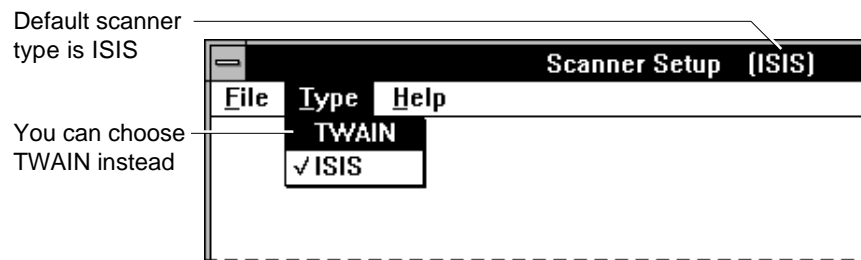 Default scanner
type is ISIS
Scanner Setup (ISIS)
File Type Help
You can choose
TWAIN instead
TWAIN
✓ISIS